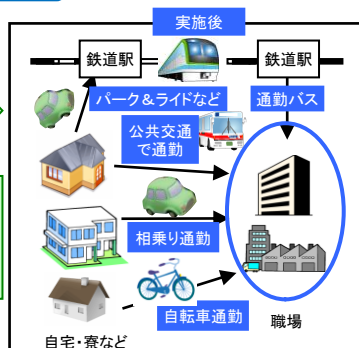 実施後
鉄道駅
鉄道駅
パーク&ライドなど
通勤バス
公共交通
で通勤
相乗り通勤
自転車通勤
職場
自宅・寮など